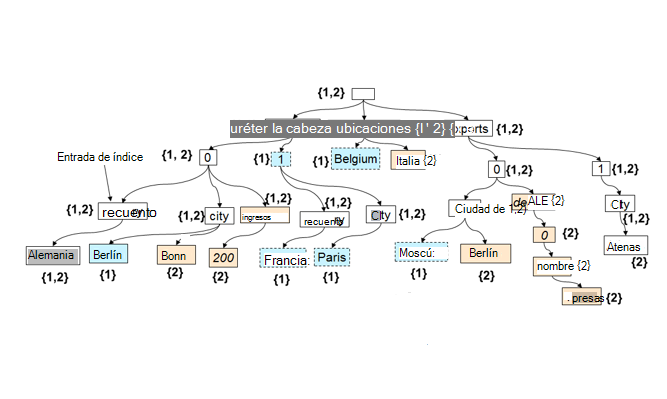 {1,2}
uréter la cabeza ubicaciones {l ' 2} {
ports {1,2}
Entrada de índice
{1, 2} 0
{1} 1
{1} Belgium
Italia {2}
0 {1,2}
1 {1,2}
{1,2} recuento
{1,2} city
{1,2}
ingresos
{1,2}
recuento
City {1,2}
Ciudad de {1,2}
de ALE {2}
City
{1,2}
Alemania
{1,2}
Berlín
{1}
Bonn
{2}
200
{2}
Francia:
{1}
Paris
{1}
Moscú:
{1}
Berlín
{2}
0 {2}
nombre {2}
presas {2}
Atenas
{2}